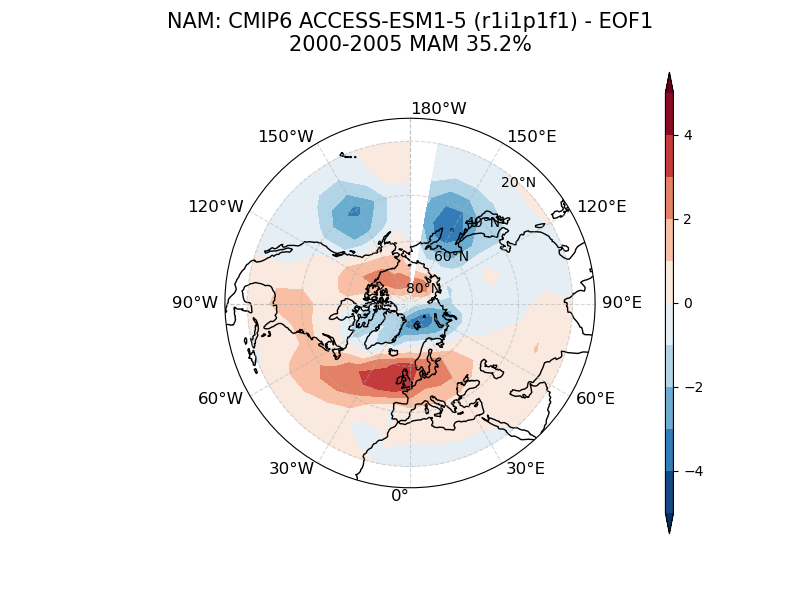 NAM: CMIP6 ACCESS-ESM1-5 (r1i1p1f1) - EOF1
2000-2005 MAM 35.2%
180°W
150°W
150°E
20°N
120°W
120°E
40°N
60°N
80°N
90°W
90°E
60°W
60°E
30°W
30°E
0°
4
2
0
−2
−4